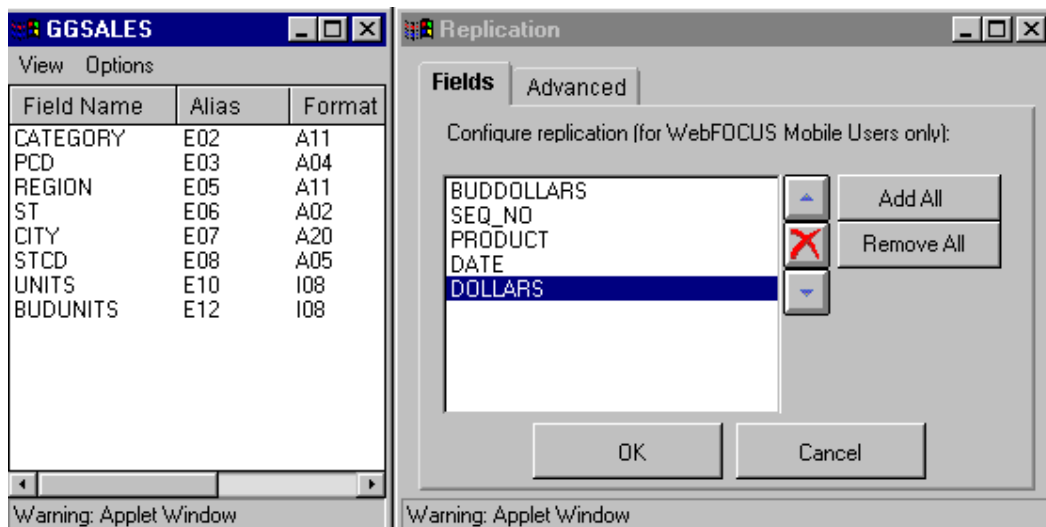 GGSALES
View Options
Field Name Alias Format
CATEGORY E02 A11
PCD E03 A04
REGION E05 A11
ST E06 A02
CITY E07 A20
STCD E08 A05
UNITS E10 I08
BUDUNITS E12 I08
Warning: Applet Window
Replication
Fields Advanced
Configure replication (for WebFOCUS Mobile Users only):
BUDDOLLARS
SEQ_NO
PRODUCT
DATE
DOLLARS
Add All
Remove All
OK Cancel
Warning: Applet Window